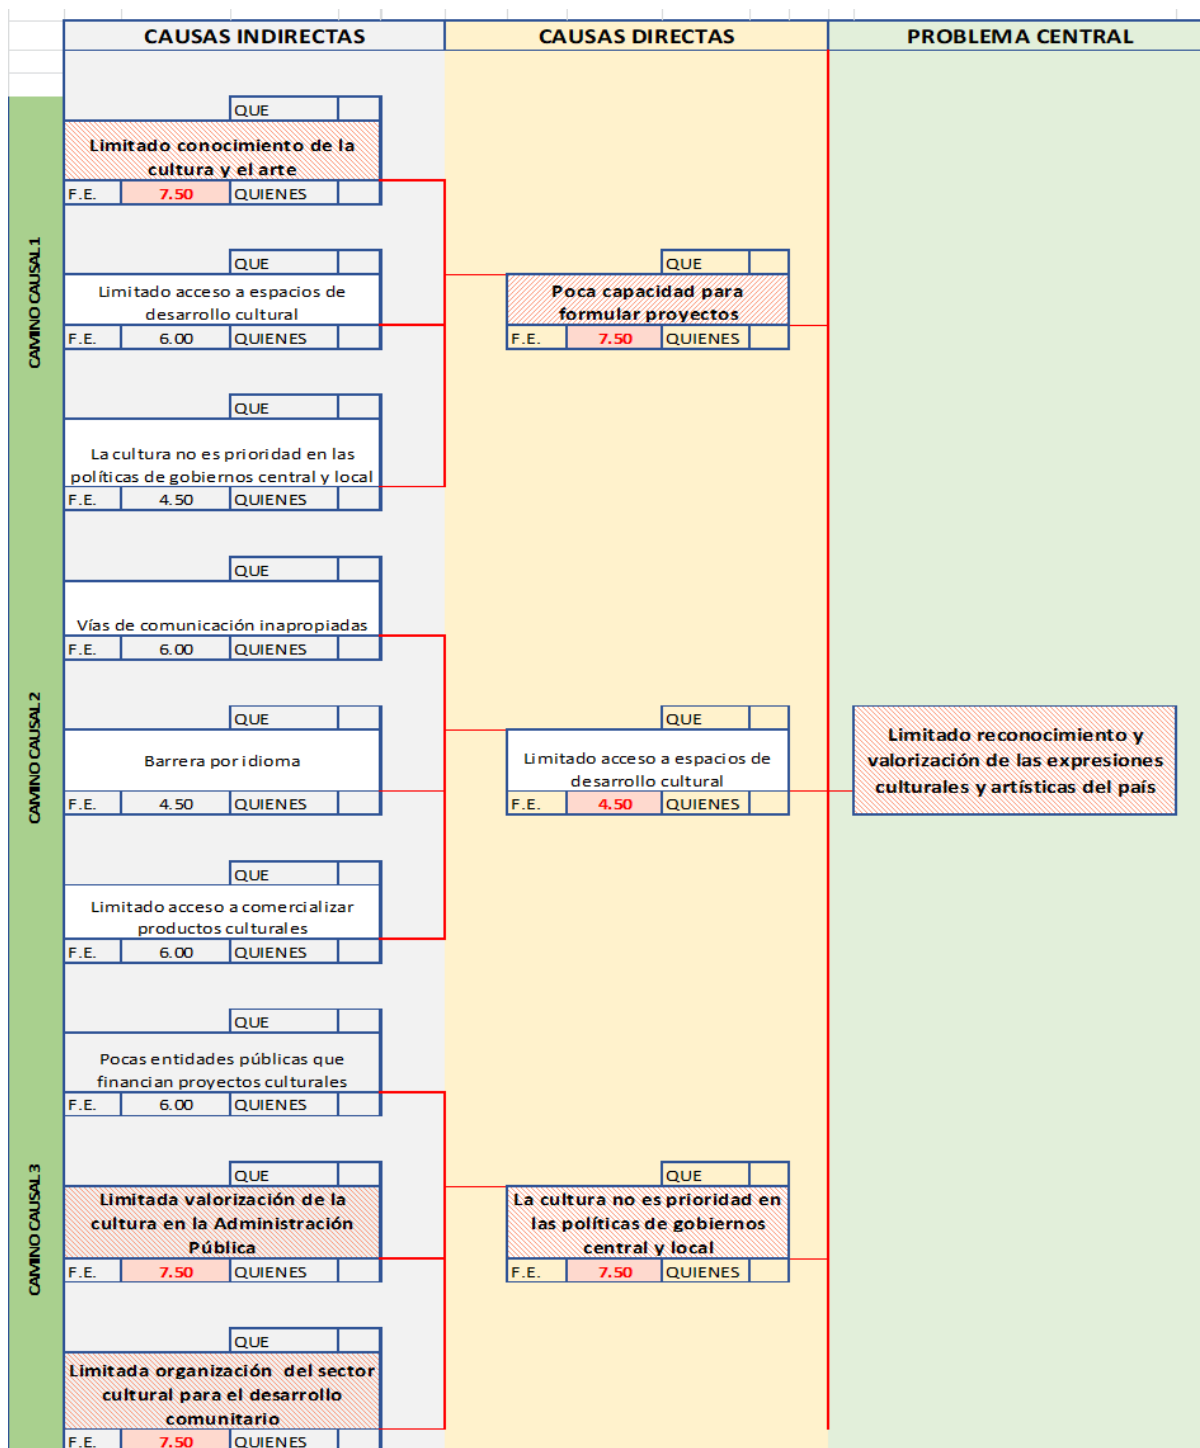 CAUSAS INDIRECTAS
CAUSAS DIRECTAS
PROBLEMA CENTRAL
CAMINO CAUSAL 1
QUE
Limitado conocimiento de la
cultura y el arte
F.E. 7.50 QUIENES
QUE
Limitado acceso a espacios de
desarrollo cultural
F.E. 6.00 QUIENES
QUE
La cultura no es prioridad en las
políticas de gobiernos central y local
F.E. 4.50 QUIENES
QUE
Poca capacidad para
formular proyectos
F.E. 7.50 QUIENES
CAMINO CAUSAL 2
QUE
Vías de comunicación inapropiadas
F.E. 6.00 QUIENES
QUE
Barrera por idioma
F.E. 4.50 QUIENES
QUE
Limitado acceso a comercializar
productos culturales
F.E. 6.00 QUIENES
QUE
Limitado acceso a espacios de
desarrollo cultural
F.E. 4.50 QUIENES
Limitado reconocimiento y
valorización de las expresiones
culturales y artísticas del país
CAMINO CAUSAL 3
QUE
Pocas entidades públicas que
financian proyectos culturales
F.E. 6.00 QUIENES
QUE
Limitada valorización de la
cultura en la Administración
Pública
F.E. 7.50 QUIENES
QUE
Limitada organización del sector
cultural para el desarrollo
comunitario
F.E. 7.50 QUIENES
QUE
La cultura no es prioridad en
las políticas de gobiernos
central y local
F.E. 7.50 QUIENES